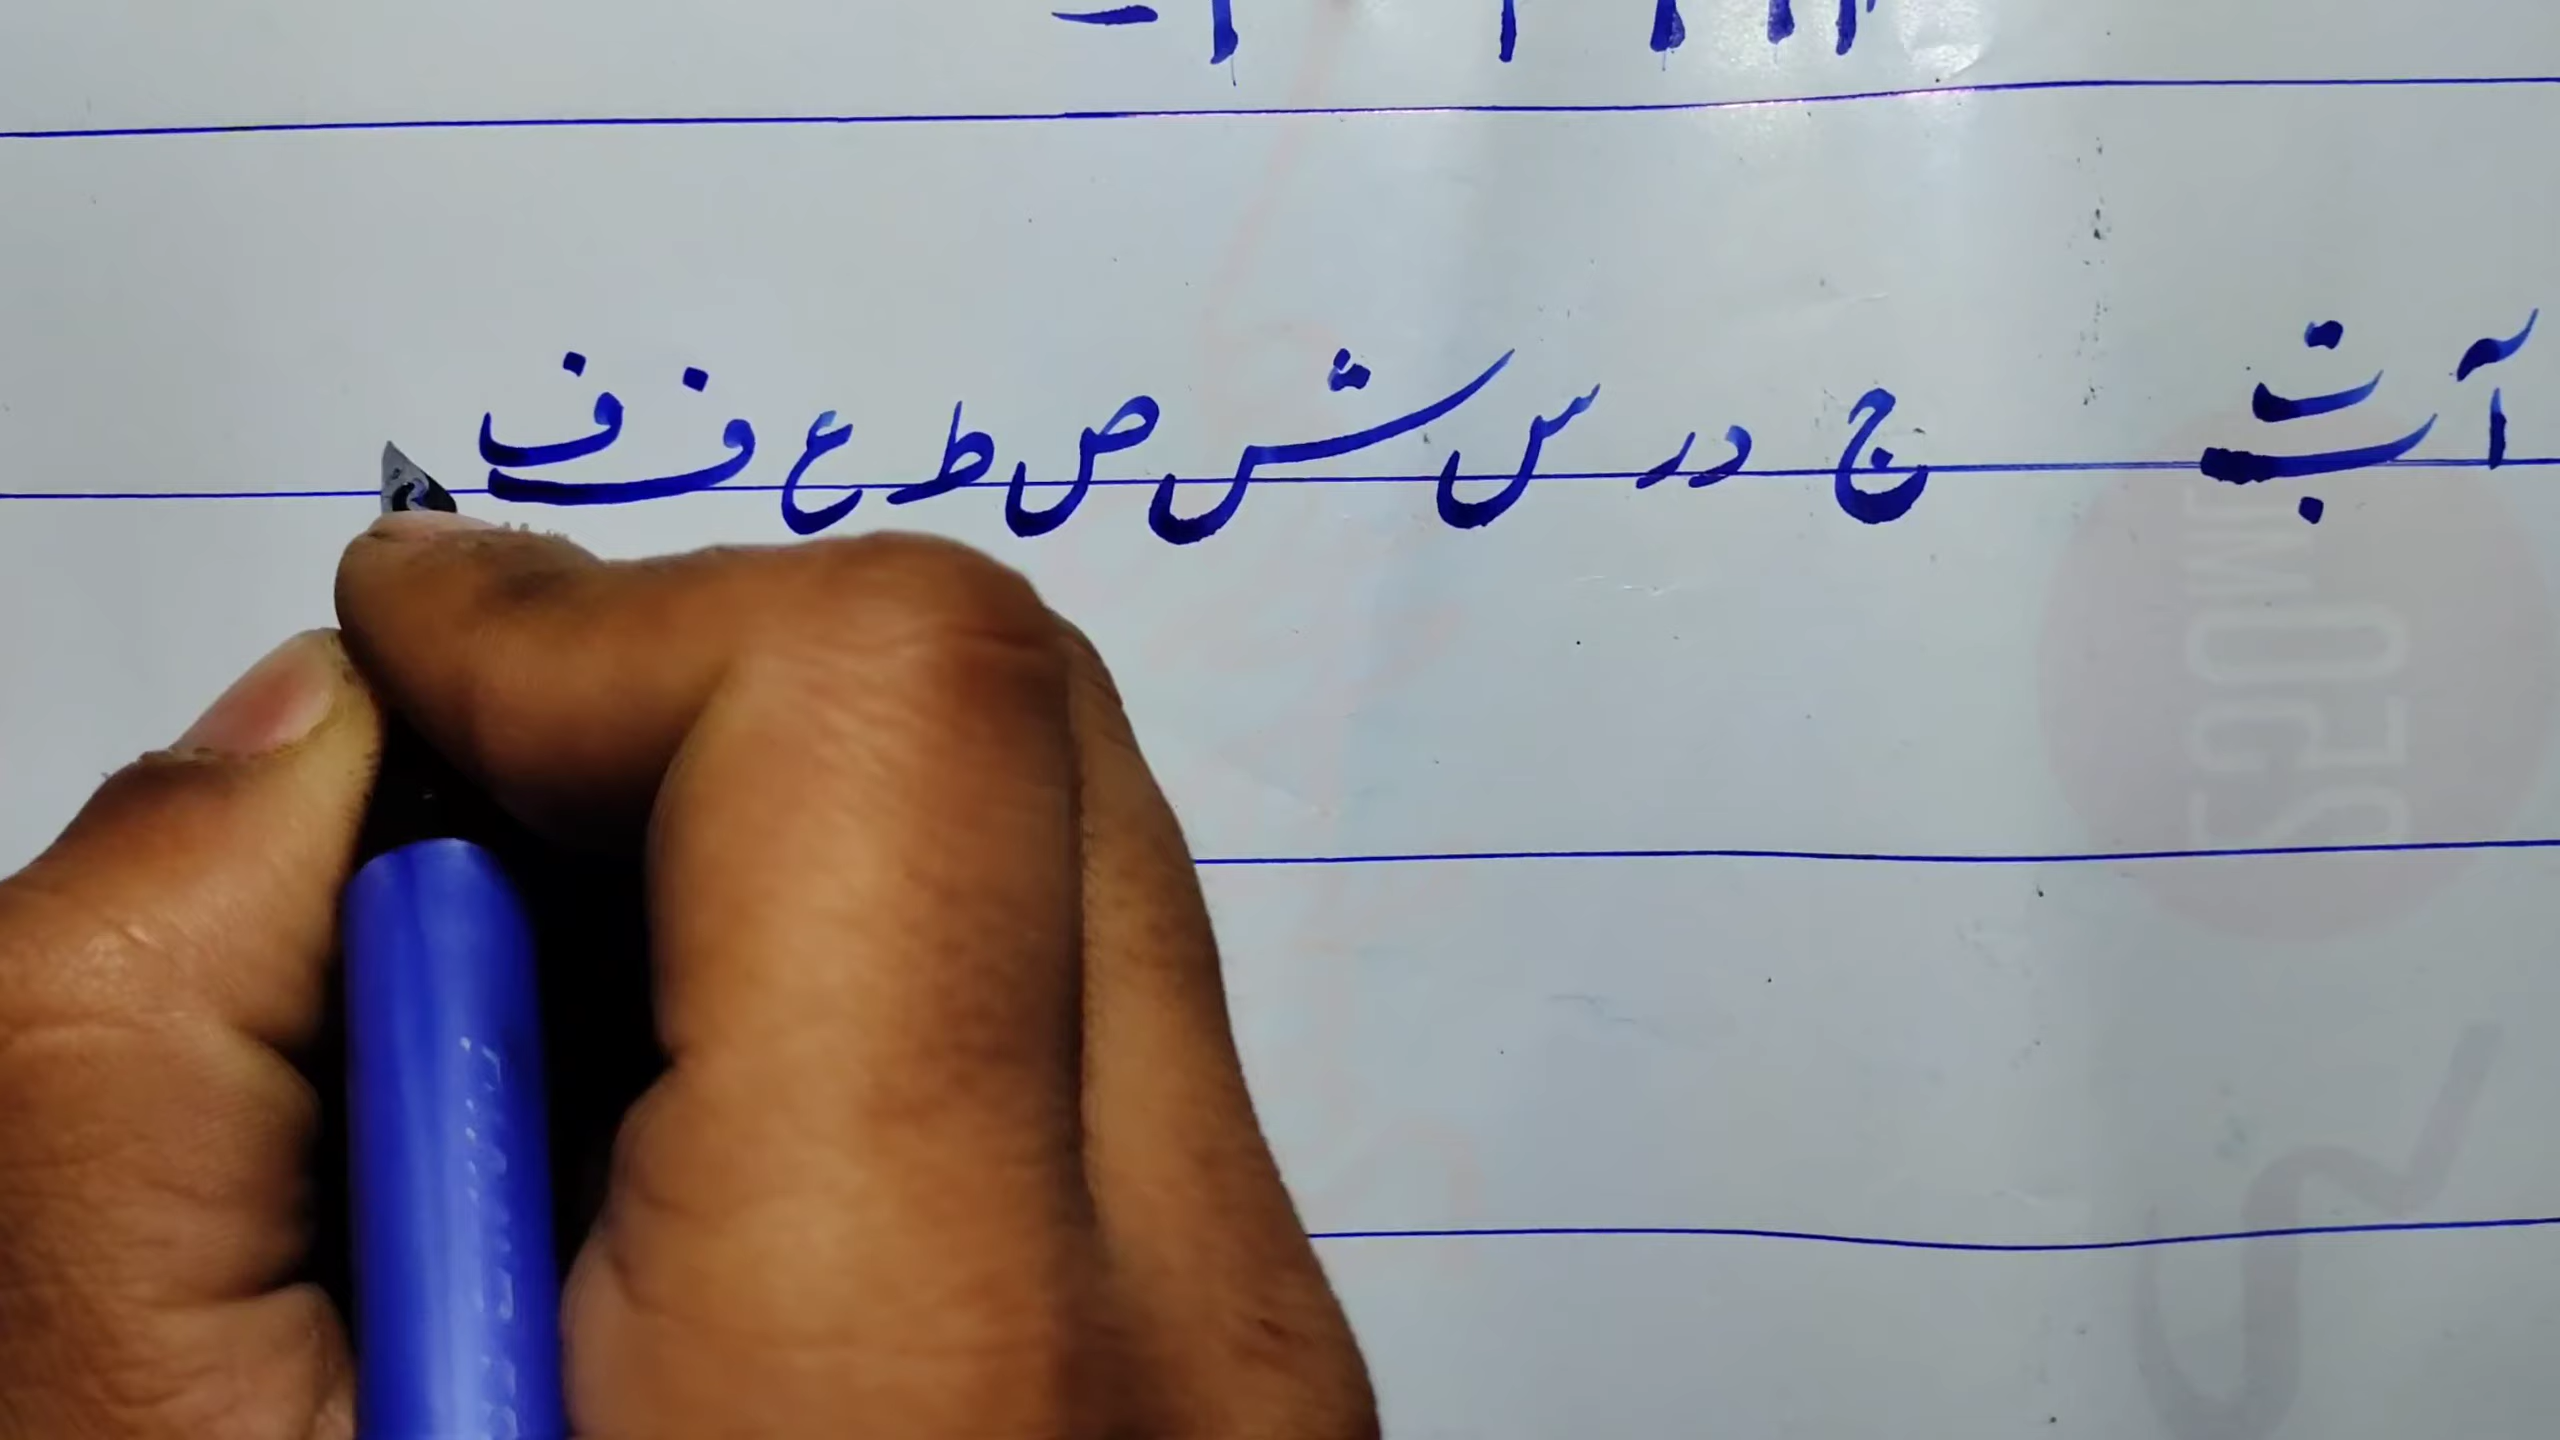 آ ب ت ج د ر س ش ص ط ع ف ف